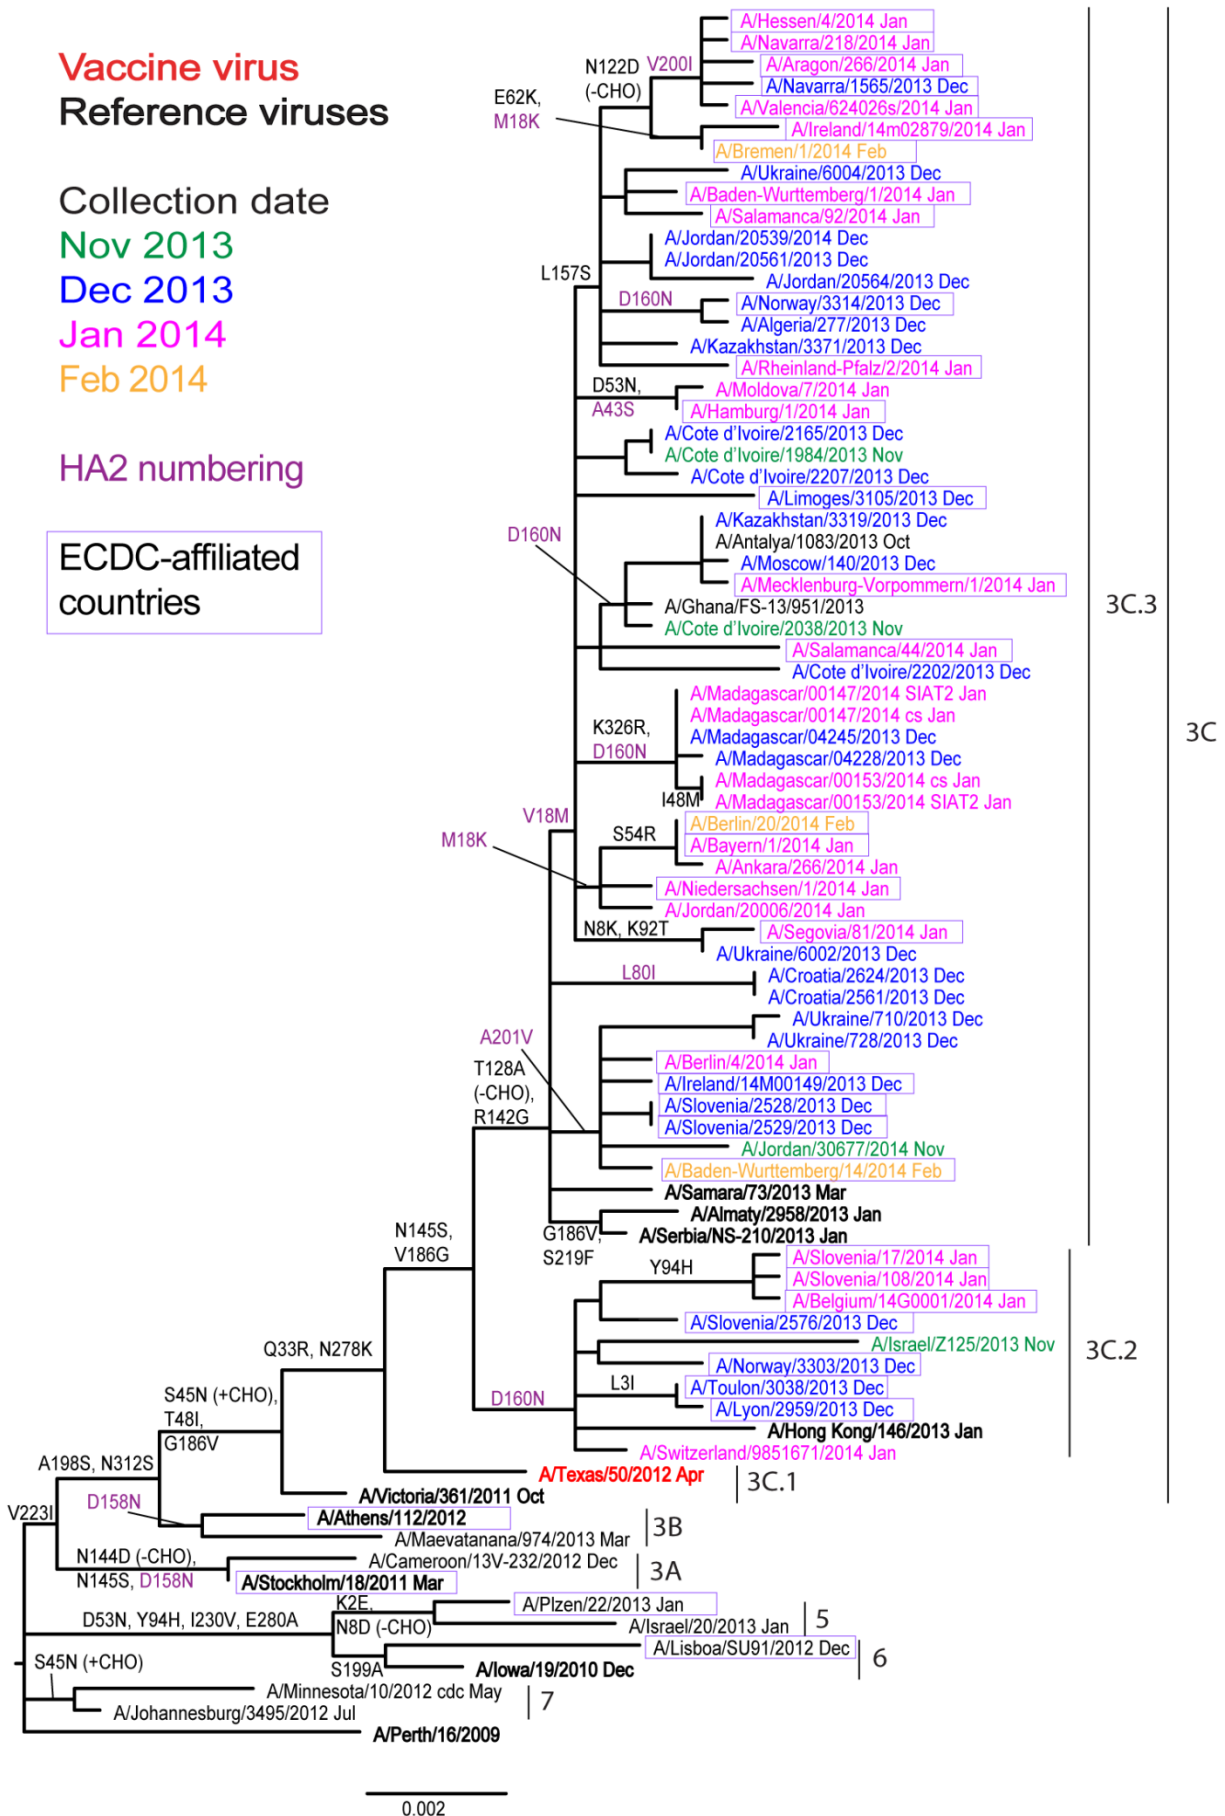 Vaccine virus
Reference viruses
Collection date
Nov 2013
Dec 2013
Jan 2014
Feb 2014
HA2 numbering
ECDC-affiliated
countries
A/Hessen/4/2014 Jan
A/Navarra/218/2014 Jan
V200I
A/Aragon/266/2014 Jan
N122D
(-CHO)
A/Navarra/1565/2013 Dec
E62K,
M18K
A/Valencia/624026s/2014 Jan
A/Ireland/14m02879/2014 Jan
A/Bremen/1/2014 Feb
A/Ukraine/6004/2013 Dec
A/Baden-Wurttemberg/1/2014 Jan
A/Salamanca/92/2014 Jan
A/Jordan/20539/2014 Dec
A/Jordan/20561/2013 Dec
L157S
A/Jordan/20564/2013 Dec
D160N
A/Norway/3314/2013 Dec
A/Algeria/277/2013 Dec
A/Kazakhstan/3371/2013 Dec
A/Rheinland-Pfalz/2/2014 Jan
D53N,
A43S
A/Moldova/7/2014 Jan
A/Hamburg/1/2014 Jan
A/Cote d'Ivoire/2165/2013 Dec
A/Cote d'Ivoire/1984/2013 Nov
A/Cote d'Ivoire/2207/2013 Dec
A/Limoges/3105/2013 Dec
A/Kazakhstan/3319/2013 Dec
D160N
A/Antalya/1083/2013 Oct
A/Moscow/140/2013 Dec
A/Mecklenburg-Vorpommern/1/2014 Jan
A/Ghana/FS-13/951/2013
3C.3
A/Cote d'Ivoire/2038/2013 Nov
A/Salamanca/44/2014 Jan
A/Cote d'Ivoire/2202/2013 Dec
A/Madagascar/00147/2014 SIAT2 Jan
A/Madagascar/00147/2014 cs Jan
K326R,
D160N
A/Madagascar/04245/2013 Dec
3C
A/Madagascar/04228/2013 Dec
A/Madagascar/00153/2014 cs Jan
I48M
A/Madagascar/00153/2014 SIAT2 Jan
V18M
A/Berlin/20/2014 Feb
M18K
S54R
A/Bayern/1/2014 Jan
A/Ankara/266/2014 Jan
A/Niedersachsen/1/2014 Jan
A/Jordan/20006/2014 Jan
N8K, K92T
A/Segovia/81/2014 Jan
A/Ukraine/6002/2013 Dec
L80I
A/Croatia/2624/2013 Dec
A/Croatia/2561/2013 Dec
A/Ukraine/710/2013 Dec
A201V
A/Ukraine/728/2013 Dec
A/Berlin/4/2014 Jan
T128A
(-CHO),
R142G
A/Ireland/14M00149/2013 Dec
A/Slovenia/2528/2013 Dec
A/Slovenia/2529/2013 Dec
A/Jordan/30677/2014 Nov
A/Baden-Wurttemberg/14/2014 Feb
A/Samara/73/2013 Mar
A/Almaty/2958/2013 Jan
A/Serbia/NS-210/2013 Jan
G186V,
S219F
N145S,
V186G
Y94H
A/Slovenia/17/2014 Jan
A/Slovenia/108/2014 Jan
A/Belgium/14G0001/2014 Jan
A/Slovenia/2576/2013 Dec
A/Israel/Z125/2013 Nov
3C.2
Q33R, N278K
A/Norway/3303/2013 Dec
L3I
A/Toulon/3038/2013 Dec
D160N
A/Lyon/2959/2013 Dec
A/Hong Kong/146/2013 Jan
A/Switzerland/9851671/2014 Jan
S45N (+CHO),
T48I,
G186V
A/Texas/50/2012 Apr
3C.1
A198S, N312S
A/Victoria/361/2011 Oct
V223I
D158N
A/Athens/112/2012
3B
A/Maevatanana/974/2013 Mar
N144D (-CHO),
N145S, D158N
A/Cameroon/13V-232/2012 Dec
3A
A/Stockholm/18/2011 Mar
D53N, Y94H, I230V, E280A
K2E,
N8D (-CHO)
A/Plzen/22/2013 Jan
5
A/Israel/20/2013 Jan
A/Lisboa/SU91/2012 Dec
6
S199A
A/Iowa/19/2010 Dec
S45N (+CHO)
A/Minnesota/10/2012 cdc May
7
A/Johannesburg/3495/2012 Jul
A/Perth/16/2009
0.002